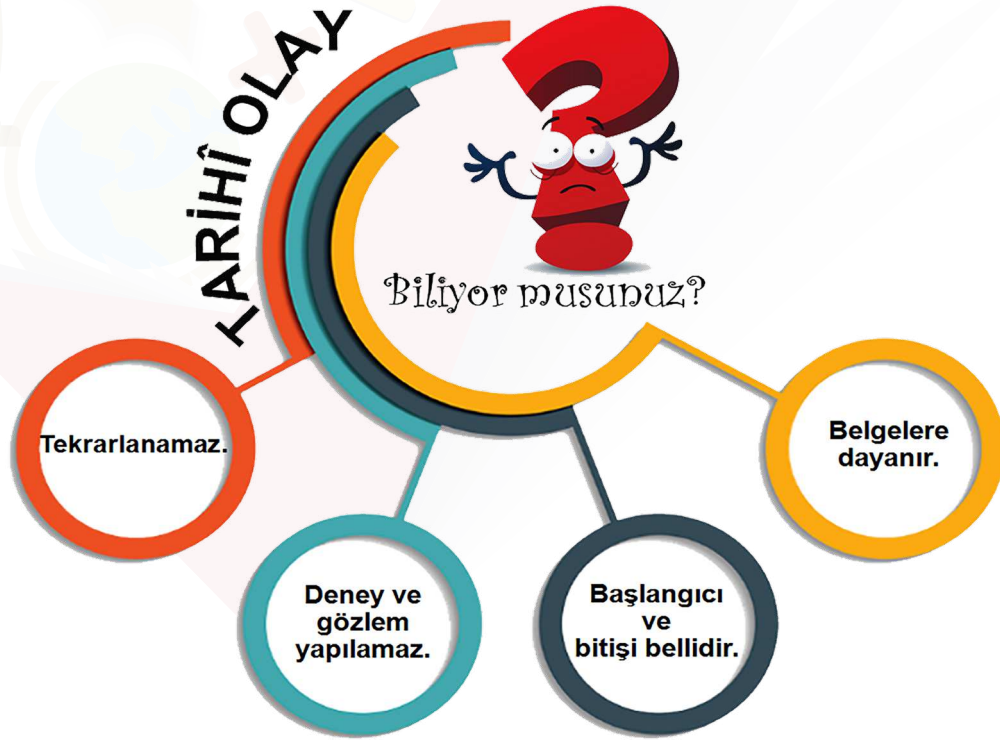 TARİHÎ OLAY
Biliyor musunuz?
Tekrarlanamaz.
Deney ve
gözlem
yapılamaz.
Başlangıcı
ve
bitişi bellidir.
Belgelere
dayanır.